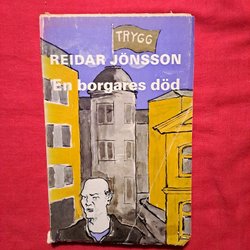 TRYGG
REIDAR JÖNSSON
En borgares död